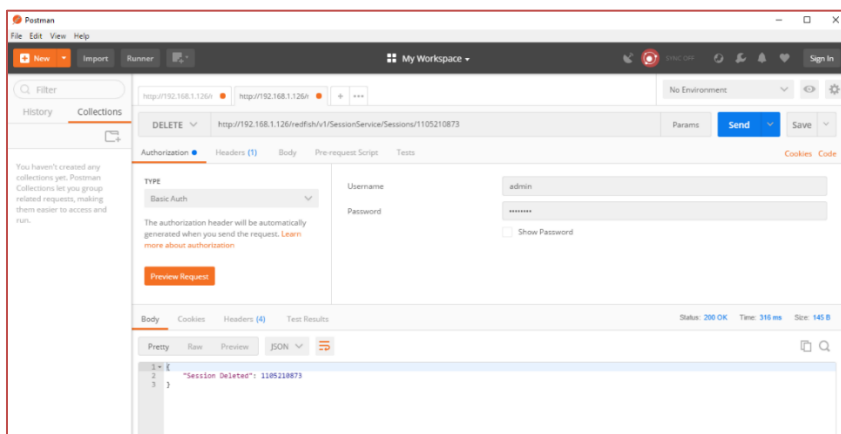 Postman
File Edit View Help
New Import Runner My Workspace SYNC OFF Sign In
Filter
History Collections
You haven't created any
collections yet. Postman
Collections let you group
related requests, making
them easier to access and
run.
http://192.168.1.126/r http://192.168.1.126/r + ••• No Environment
DELETE http://192.168.1.126/redfish/v1/SessionService/Sessions/1105210873 Params Send Save
Authorization Headers (1) Body Pre-request Script Tests Cookies Code
TYPE
Basic Auth
The authorization header will be automatically
generated when you send the request. Learn
more about authorization
Preview Request
Username admin
Password ••••••••
Show Password
Body Cookies Headers (4) Test Results Status: 200 OK Time: 316 ms Size: 145 B
Pretty Raw Preview JSON
1 {
2 "Session Deleted": 1105210873
3 }